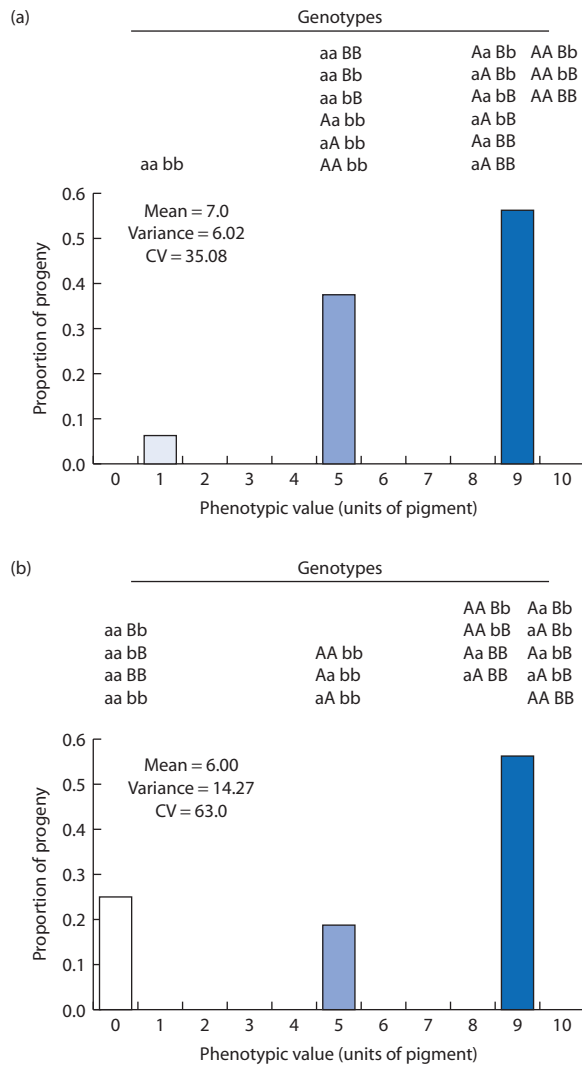 (a)
Genotypes
aa BB
aa Bb
aa bB
Aa bb
aA bb
AA bb
Aa Bb AA Bb
aA Bb AA bB
Aa bB AA BB
aA bB
Aa BB
aA BB
aa bb
0.6
0.5
0.4
0.3
0.2
0.1
0.0
Proportion of progeny
Mean = 7.0
Variance = 6.02
CV = 35.08
0 1 2 3 4 5 6 7 8 9 10
Phenotypic value (units of pigment)
(b)
Genotypes
aa Bb
aa bB
aa BB
aa bb
AA bb
Aa bb
aA bb
AA Bb
AA bB
Aa BB
aA BB
Aa Bb
aA Bb
Aa bB
aA bB
AA BB
0.6
0.5
0.4
0.3
0.2
0.1
0.0
Proportion of progeny
Mean = 6.00
Variance = 14.27
CV = 63.0
0 1 2 3 4 5 6 7 8 9 10
Phenotypic value (units of pigment)